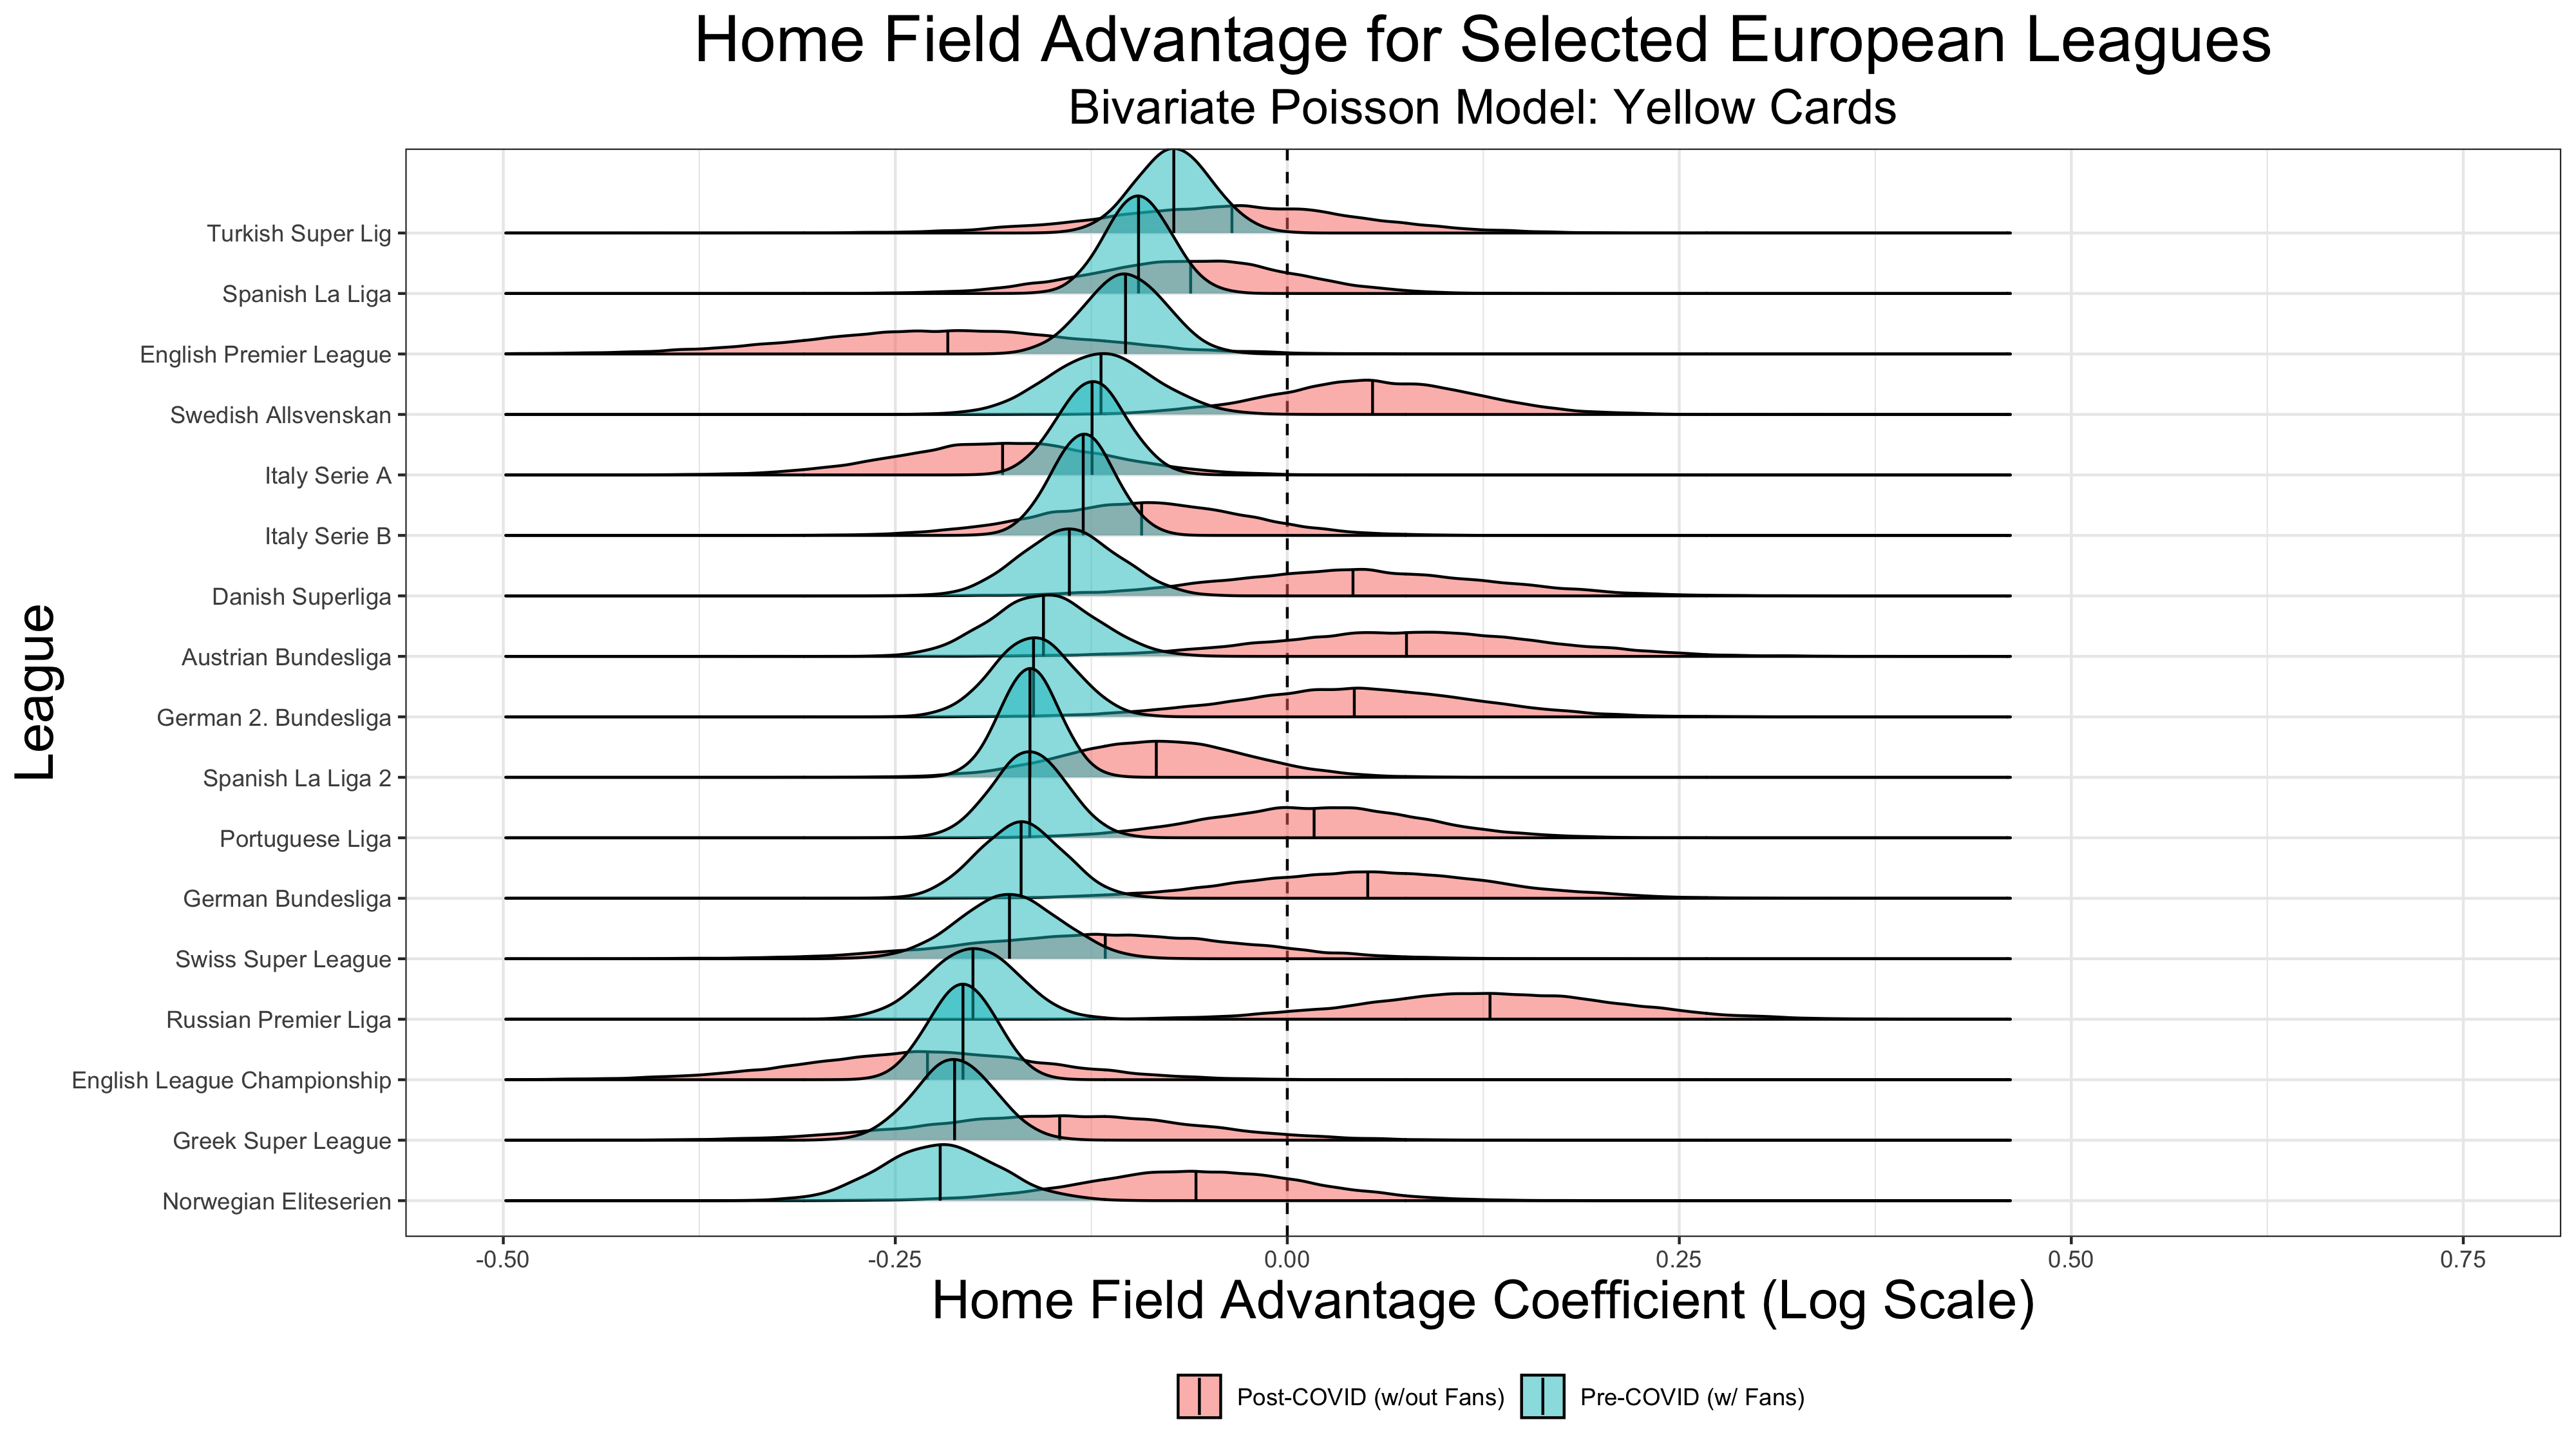 Home Field Advantage for Selected European Leagues
Bivariate Poisson Model: Yellow Cards
League
Turkish Super Lig
Spanish La Liga
English Premier League
Swedish Allsvenskan
Italy Serie A
Italy Serie B
Danish Superliga
Austrian Bundesliga
German 2. Bundesliga
Spanish La Liga 2
Portuguese Liga
German Bundesliga
Swiss Super League
Russian Premier Liga
English League Championship
Greek Super League
Norwegian Eliteserien
-0.50 -0.25 0.00 0.25 0.50 0.75
Home Field Advantage Coefficient (Log Scale)
Post-COVID (w/out Fans) Pre-COVID (w/ Fans)